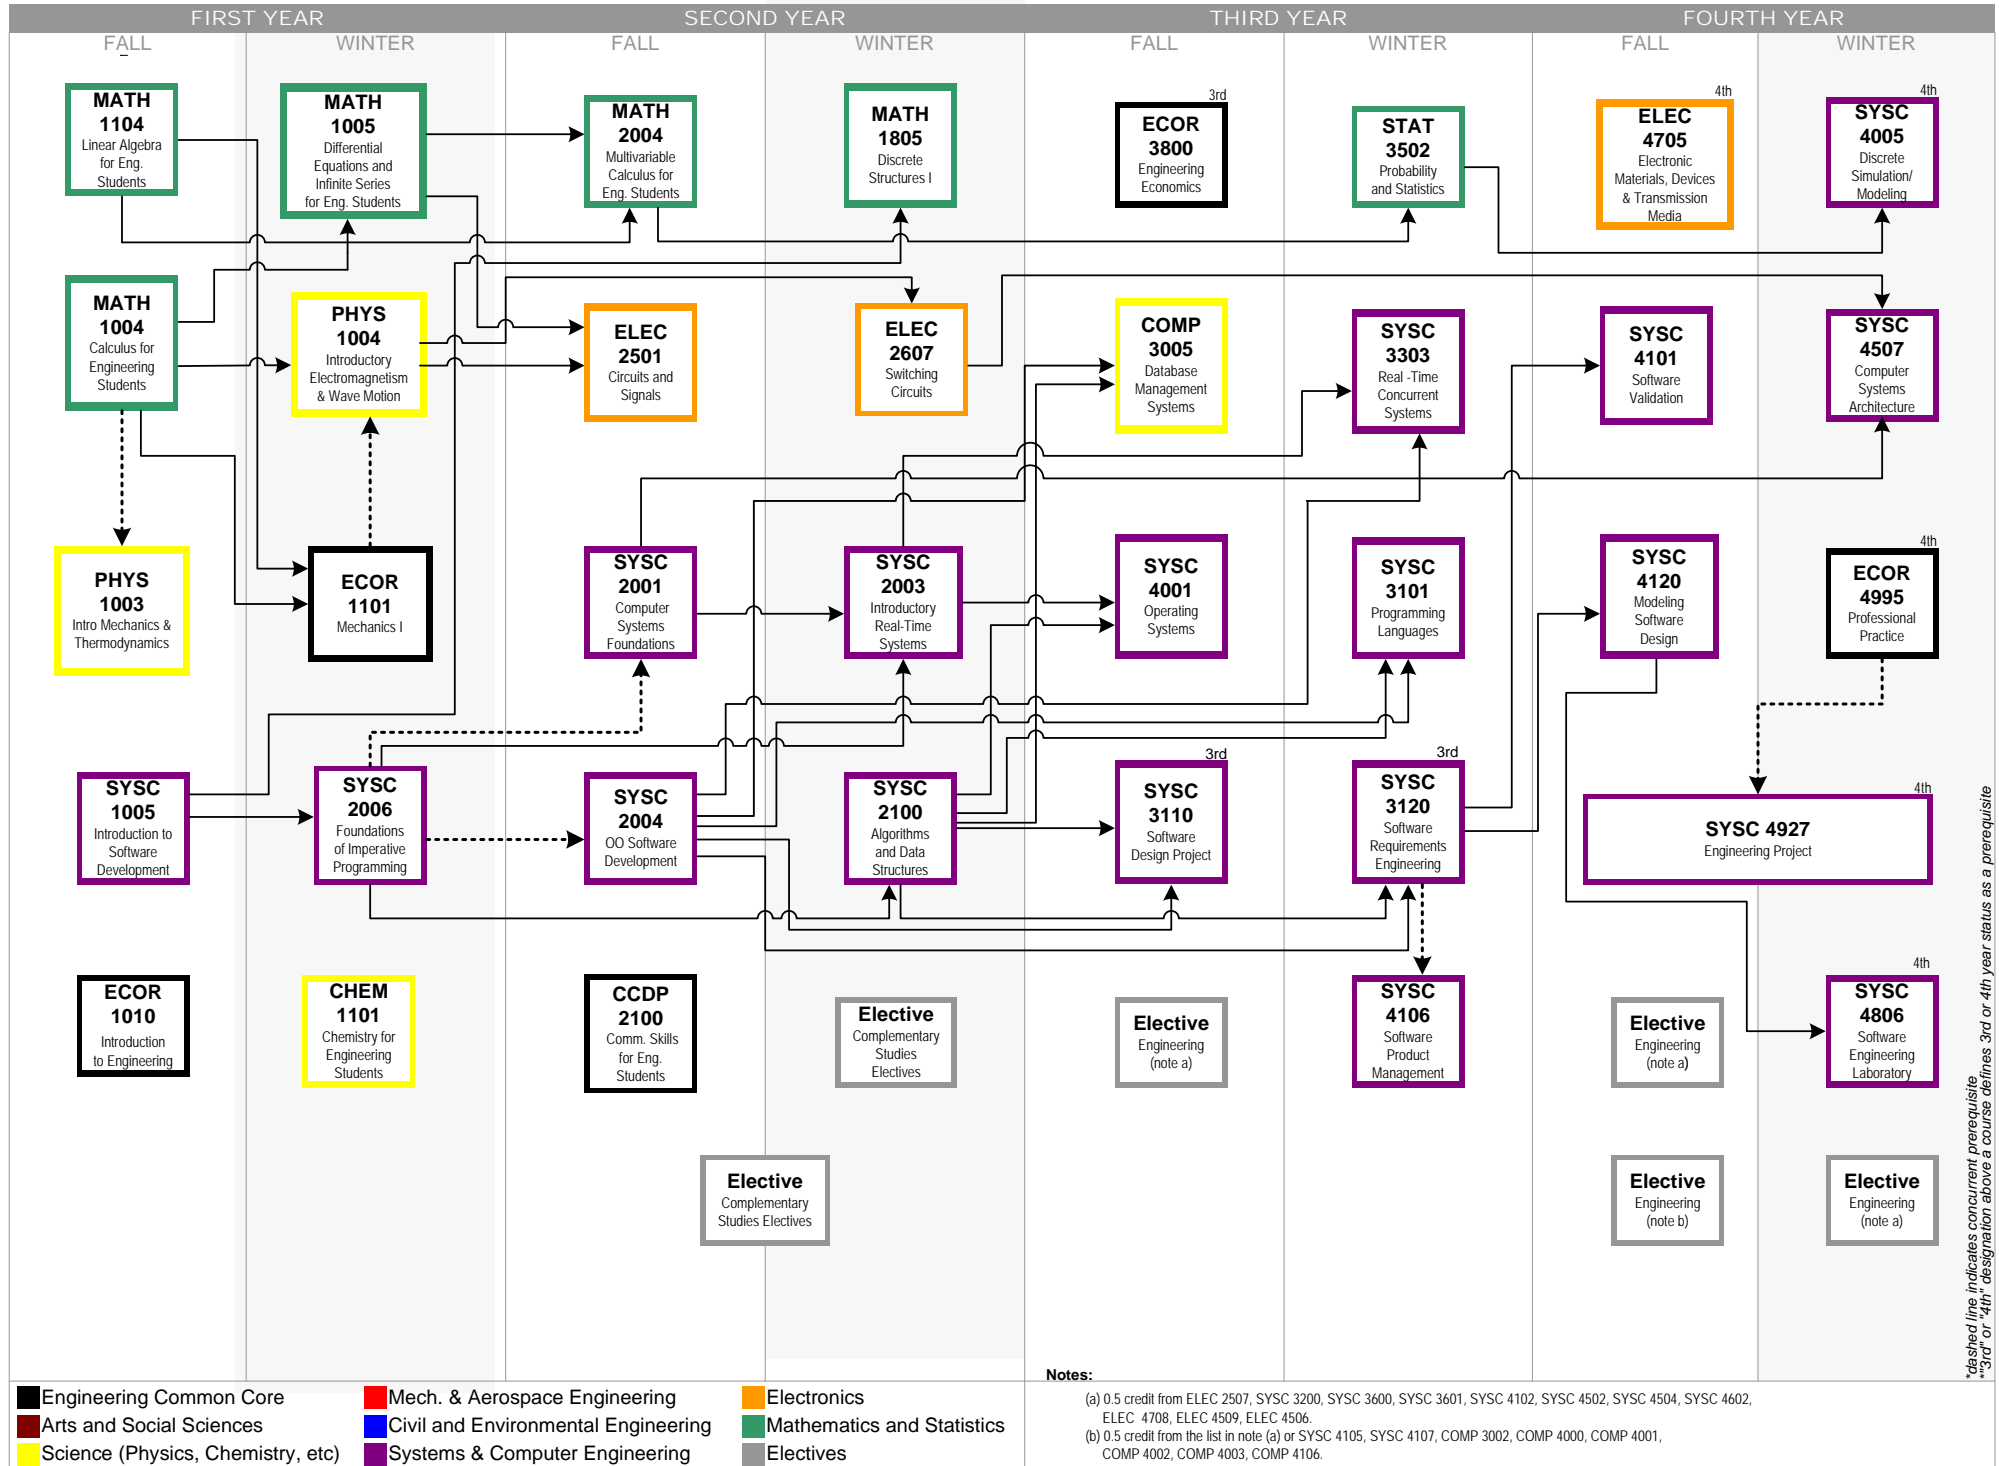 FIRST YEAR
SECOND YEAR
THIRD YEAR
FOURTH YEAR
FALL
WINTER
FALL
WINTER
FALL
WINTER
FALL
WINTER
MATH
1104
Linear Algebra
for Eng.
Students
MATH
1005
Differential
Equations and
Infinite Series
for Eng. Students
MATH
2004
Multivariable
Calculus for
Eng. Students
MATH
1805
Discrete
Structures I
3rd
ECOR
3800
Engineering
Economics
STAT
3502
Probability
and Statistics
4th
ELEC
4705
Electronic
Materials, Devices
& Transmission
Media
4th
SYSC
4005
Discrete
Simulation/
Modeling
MATH
1004
Calculus for
Engineering
Students
PHYS
1004
Introductory
Electromagnetism
& Wave Motion
ELEC
2501
Circuits and
Signals
ELEC
2607
Switching
Circuits
COMP
3005
Database
Management
Systems
SYSC
3303
Real -Time
Concurrent
Systems
SYSC
4101
Software
Validation
SYSC
4507
Computer
Systems
Architecture
PHYS
1003
Intro Mechanics &
Thermodynamics
ECOR
1101
Mechanics I
SYSC
2001
Computer
Systems
Foundations
SYSC
2003
Introductory
Real-Time
Systems
SYSC
4001
Operating
Systems
SYSC
3101
Programming
Languages
SYSC
4120
Modeling
Software
Design
4th
ECOR
4995
Professional
Practice
SYSC
1005
Introduction to
Software
Development
SYSC
2006
Foundations
of Imperative
Programming
SYSC
2004
OO Software
Development
SYSC
2100
Algorithms
and Data
Structures
3rd
SYSC
3110
Software
Design Project
3rd
SYSC
3120
Software
Requirements
Engineering
4th
SYSC 4927
Engineering Project
ECOR
1010
Introduction
to Engineering
CHEM
1101
Chemistry for
Engineering
Students
CCDP
2100
Comm. Skills
for Eng.
Students
Elective
Complementary
Studies
Electives
Elective
Engineering
(note a)
SYSC
4106
Software
Product
Management
Elective
Engineering
(note a)
4th
SYSC
4806
Software
Engineering
Laboratory
Elective
Complementary
Studies Electives
Elective
Engineering
(note b)
Elective
Engineering
(note a)
*dashed line indicates concurrent prerequisite
*"3rd" or "4th" designation above a course defines 3rd or 4th year status as a prerequisite
Engineering Common Core
Arts and Social Sciences
Science (Physics, Chemistry, etc)
Mech. & Aerospace Engineering
Civil and Environmental Engineering
Systems & Computer Engineering
Electronics
Mathematics and Statistics
Electives
Notes:
(a) 0.5 credit from ELEC 2507, SYSC 3200, SYSC 3600, SYSC 3601, SYSC 4102, SYSC 4502, SYSC 4504, SYSC 4602,
ELEC 4708, ELEC 4509, ELEC 4506.
(b) 0.5 credit from the list in note (a) or SYSC 4105, SYSC 4107, COMP 3002, COMP 4000, COMP 4001,
COMP 4002, COMP 4003, COMP 4106.